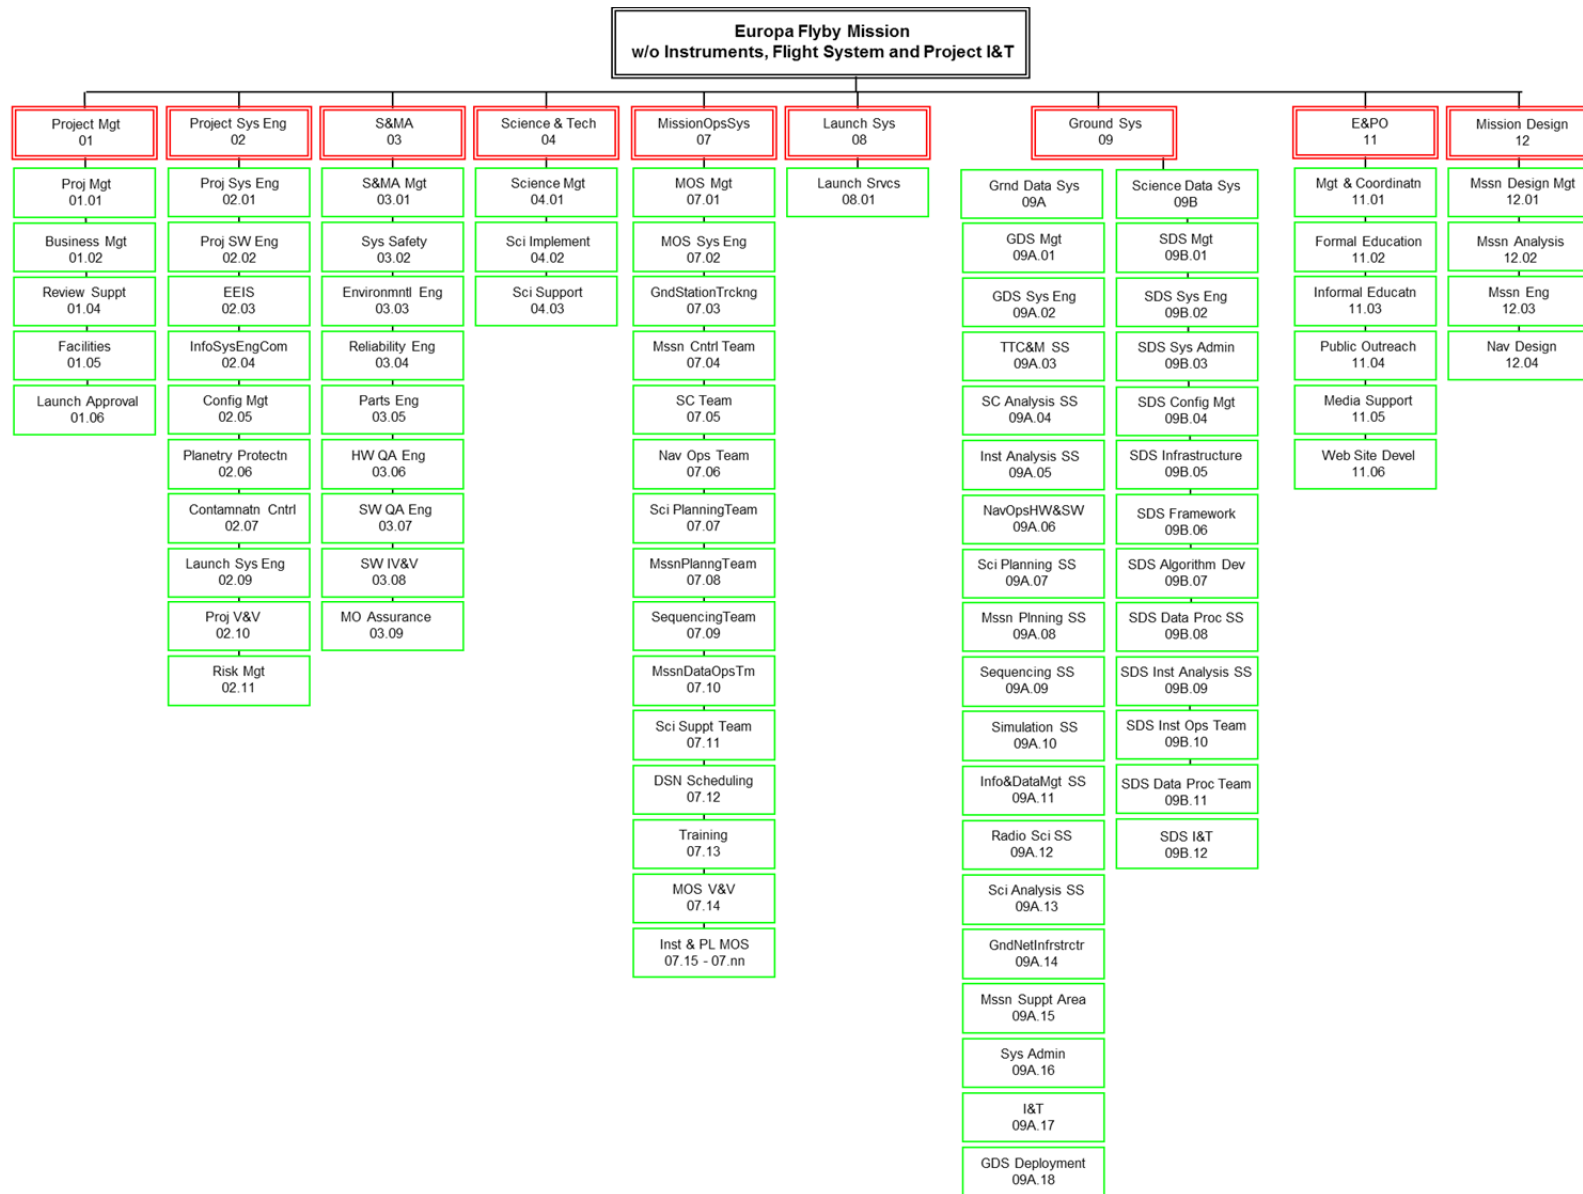 Europa Flyby Mission
w/o Instruments, Flight System and Project I&T
Project Mgt
01
Proj Mgt
01.01
Business Mgt
01.02
Review Suppt
01.04
Facilities
01.05
Launch Approval
01.06
Project Sys Eng
02
Proj Sys Eng
02.01
Proj SW Eng
02.02
EEIS
02.03
InfoSysEngCom
02.04
Config Mgt
02.05
Planetry Protectn
02.06
Contamnatn Cntrl
02.07
Launch Sys Eng
02.09
Proj V&V
02.10
Risk Mgt
02.11
S&MA
03
S&MA Mgt
03.01
Sys Safety
03.02
Environmntl Eng
03.03
Reliability Eng
03.04
Parts Eng
03.05
HW QA Eng
03.06
SW QA Eng
03.07
SW IV&V
03.08
MO Assurance
03.09
Science & Tech
04
Science Mgt
04.01
Sci Implement
04.02
Sci Support
04.03
MissionOpsSys
07
MOS Mgt
07.01
MOS Sys Eng
07.02
GndStationTrckng
07.03
Mssn Cntrl Team
07.04
SC Team
07.05
Nav Ops Team
07.06
Sci PlanningTeam
07.07
MssnPlanngTeam
07.08
SequencingTeam
07.09
MssnDataOpsTm
07.10
Sci Suppt Team
07.11
DSN Scheduling
07.12
Training
07.13
MOS V&V
07.14
Inst & PL MOS
07.15 - 07.nn
Launch Sys
08
Launch Srvcs
08.01
Ground Sys
09
Grnd Data Sys
09A
GDS Mgt
09A.01
GDS Sys Eng
09A.02
TTC&M SS
09A.03
SC Analysis SS
09A.04
Inst Analysis SS
09A.05
NavOpsHW&SW
09A.06
Sci Planning SS
09A.07
Mssn Plnning SS
09A.08
Sequencing SS
09A.09
Simulation SS
09A.10
Info&DataMgt SS
09A.11
Radio Sci SS
09A.12
Sci Analysis SS
09A.13
GndNetInfrstrctr
09A.14
Mssn Suppt Area
09A.15
Sys Admin
09A.16
I&T
09A.17
GDS Deployment
09A.18
Science Data Sys
09B
SDS Mgt
09B.01
SDS Sys Eng
09B.02
SDS Sys Admin
09B.03
SDS Config Mgt
09B.04
SDS Infrastructure
09B.05
SDS Framework
09B.06
SDS Algorithm Dev
09B.07
SDS Data Proc SS
09B.08
SDS Inst Analysis SS
09B.09
SDS Inst Ops Team
09B.10
SDS Data Proc Team
09B.11
SDS I&T
09B.12
E&PO
11
Mgt & Coordinatn
11.01
Formal Education
11.02
Informal Educatn
11.03
Public Outreach
11.04
Media Support
11.05
Web Site Devel
11.06
Mission Design
12
Mssn Design Mgt
12.01
Mssn Analysis
12.02
Mssn Eng
12.03
Nav Design
12.04